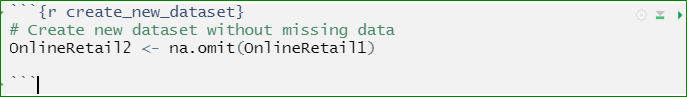 ```{r create_new_dataset}
# Create new dataset without missing data
OnlineRetail2 <- na.omit(OnlineRetail1)
```